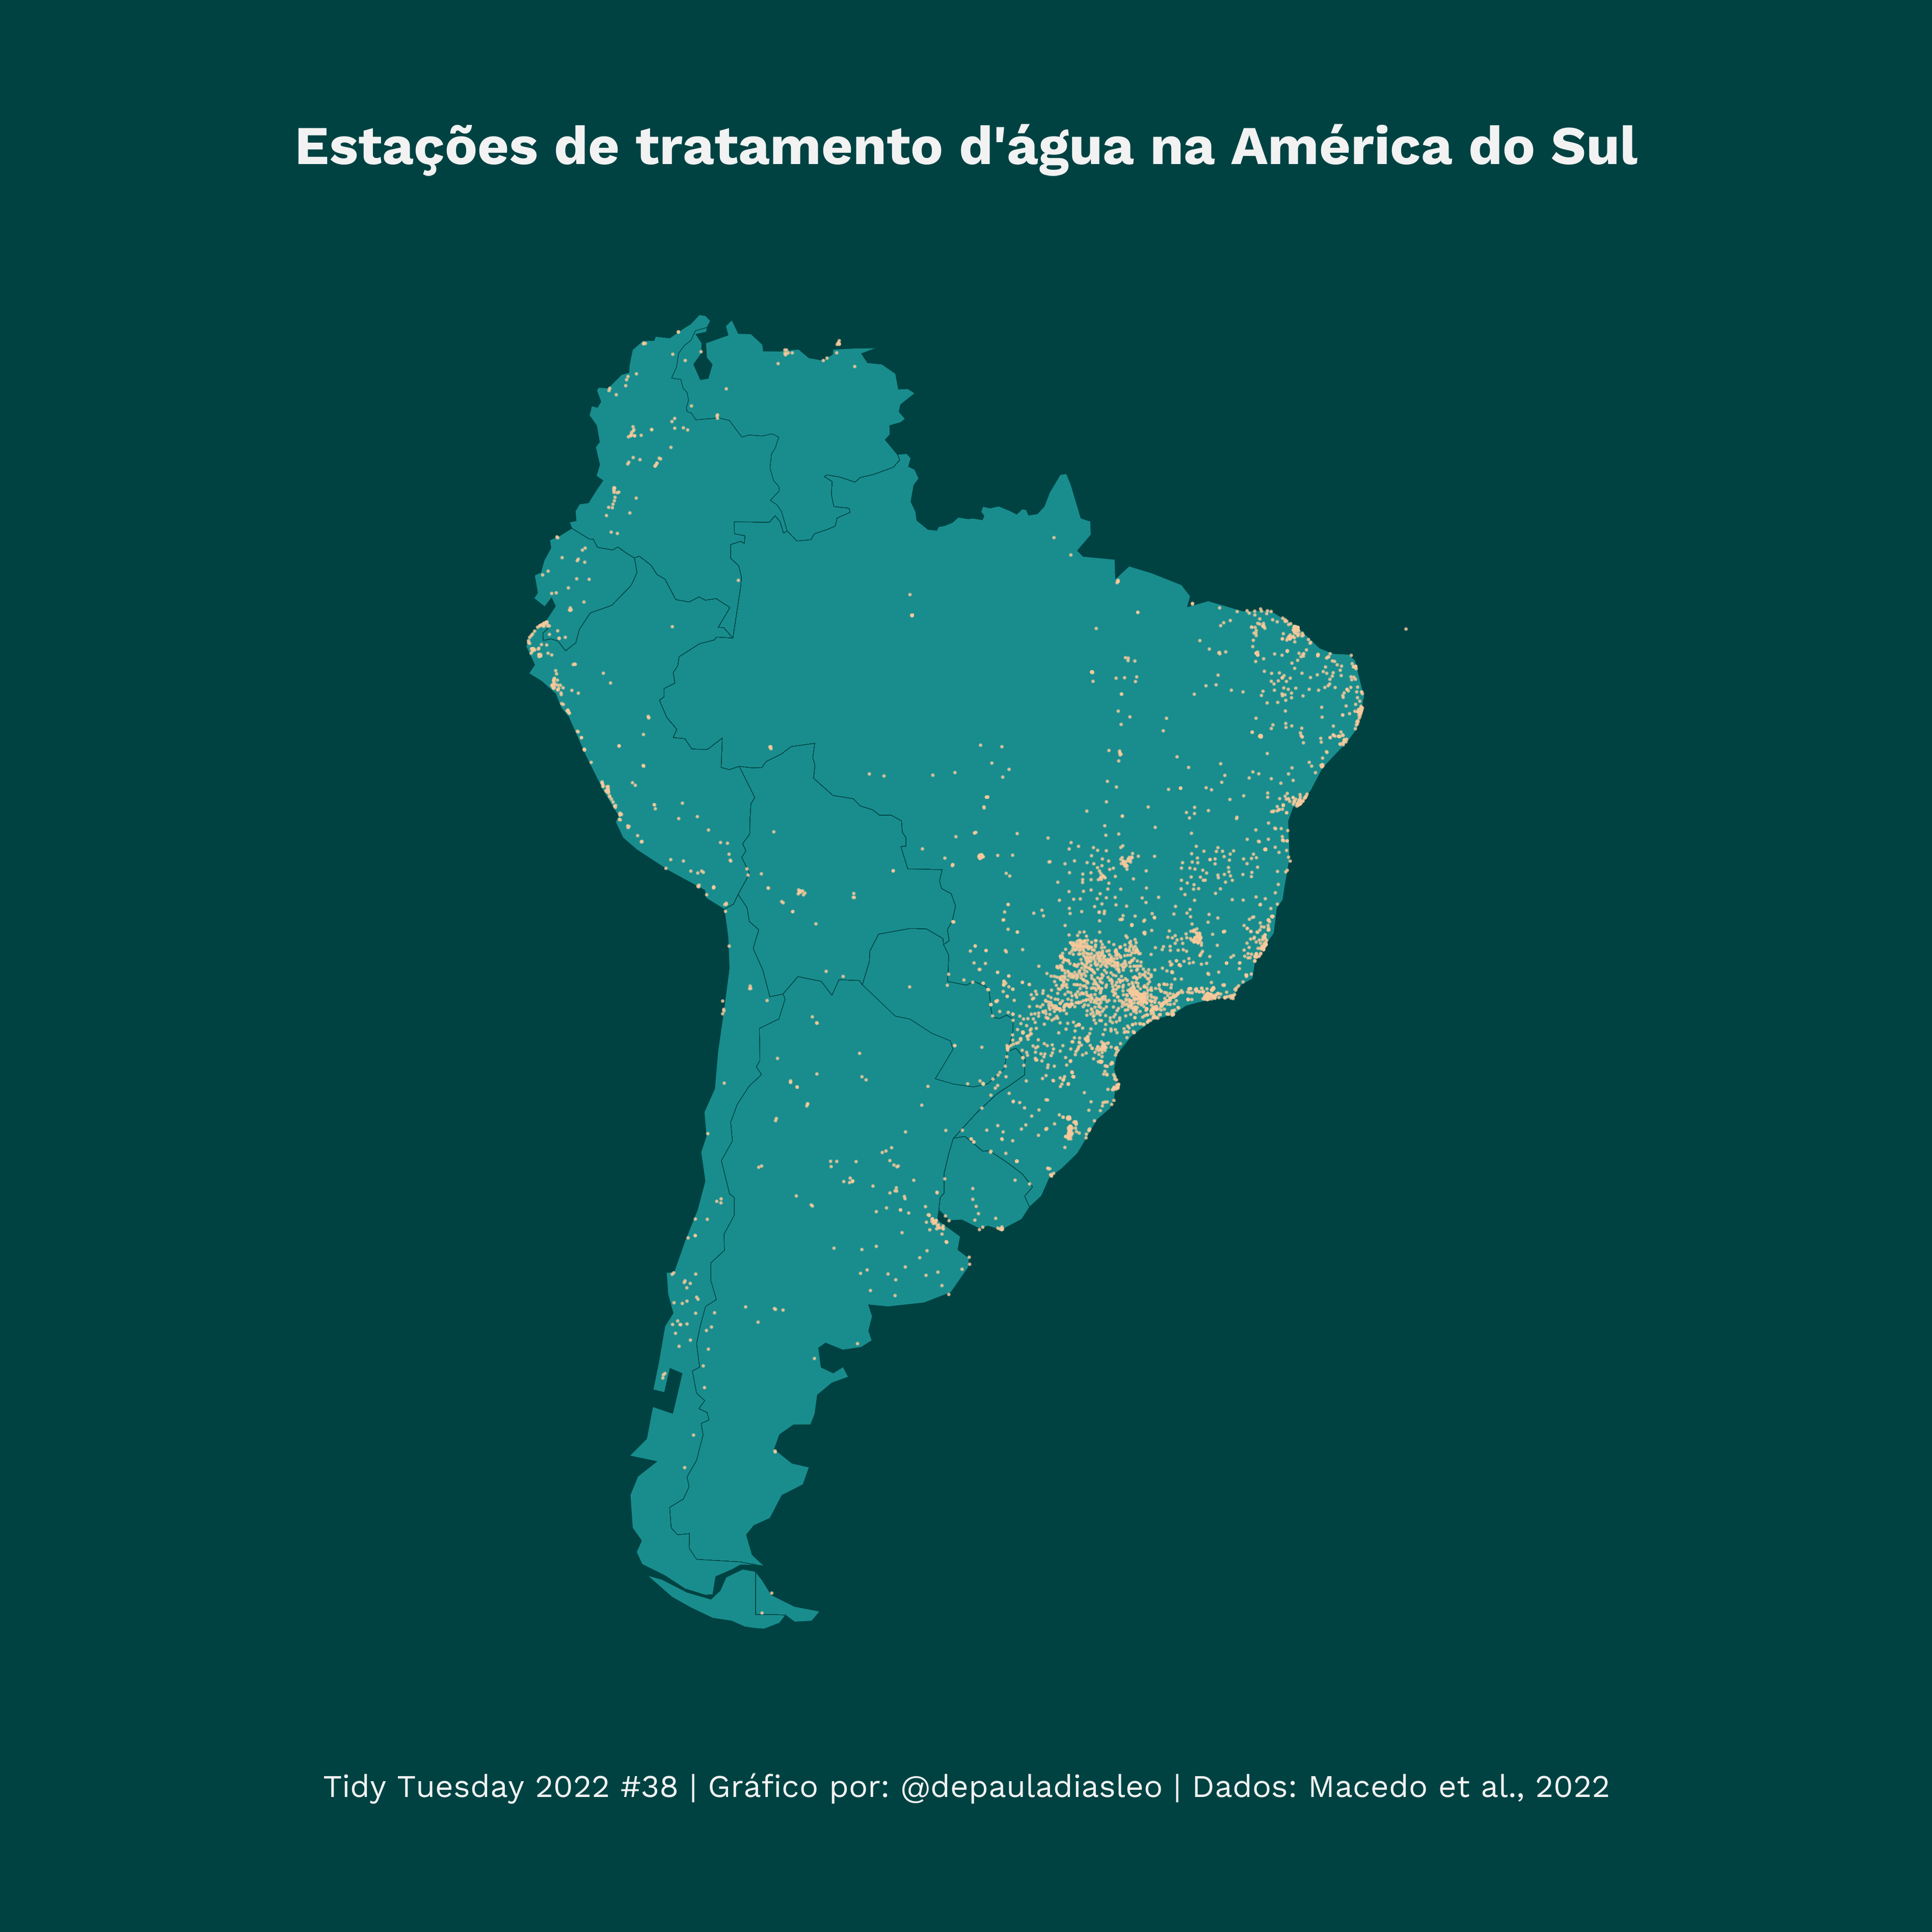 Estações de tratamento d'água na América do Sul
Tidy Tuesday 2022 #38 | Gráfico por: @depauladiasleo | Dados: Macedo et al., 2022